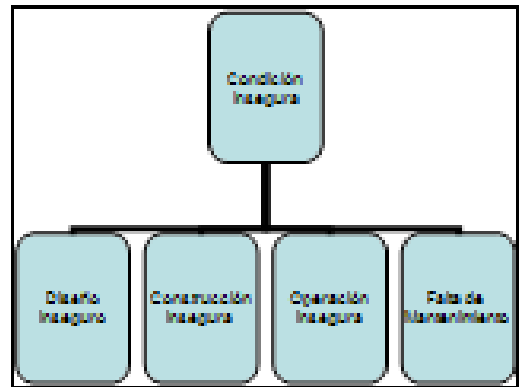 Condición
Insegura
Diseño
Inseguro
Construcción
Insegura
Operación
Insegura
Falta de
Mantenimiento